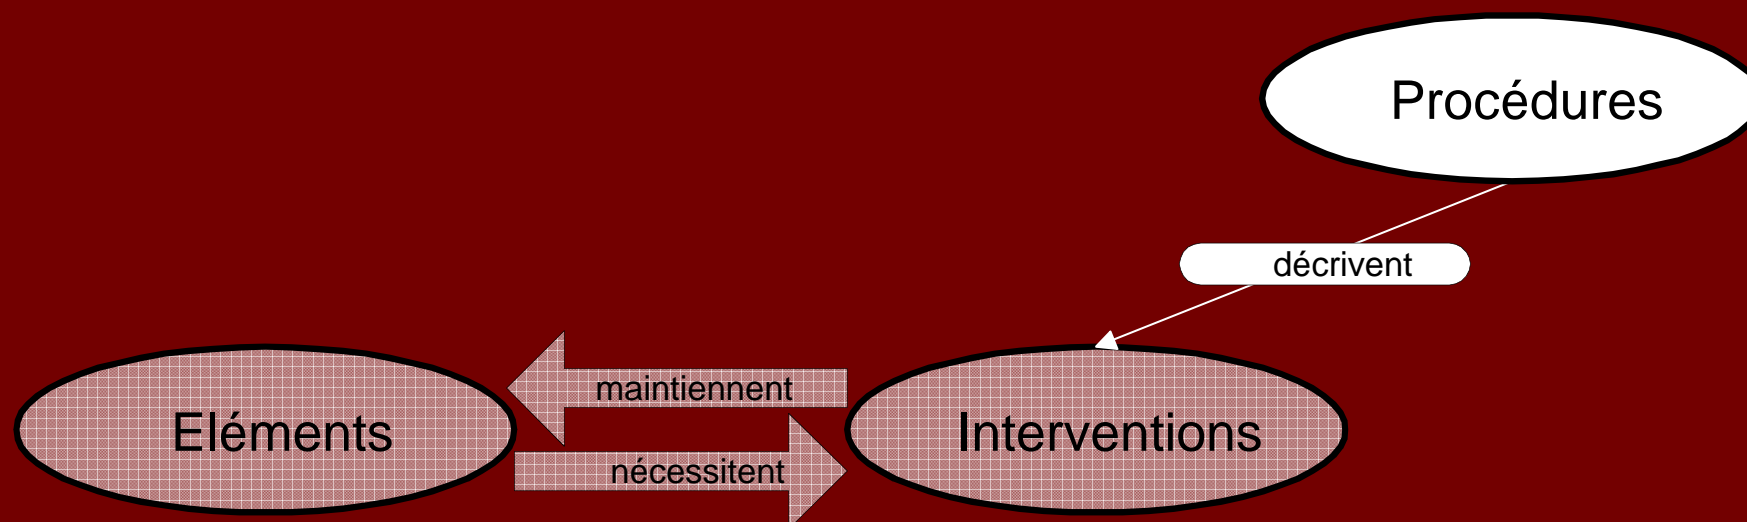 Procédures
décrivent
maintiennent
Eléments
Interventions
nécessitent